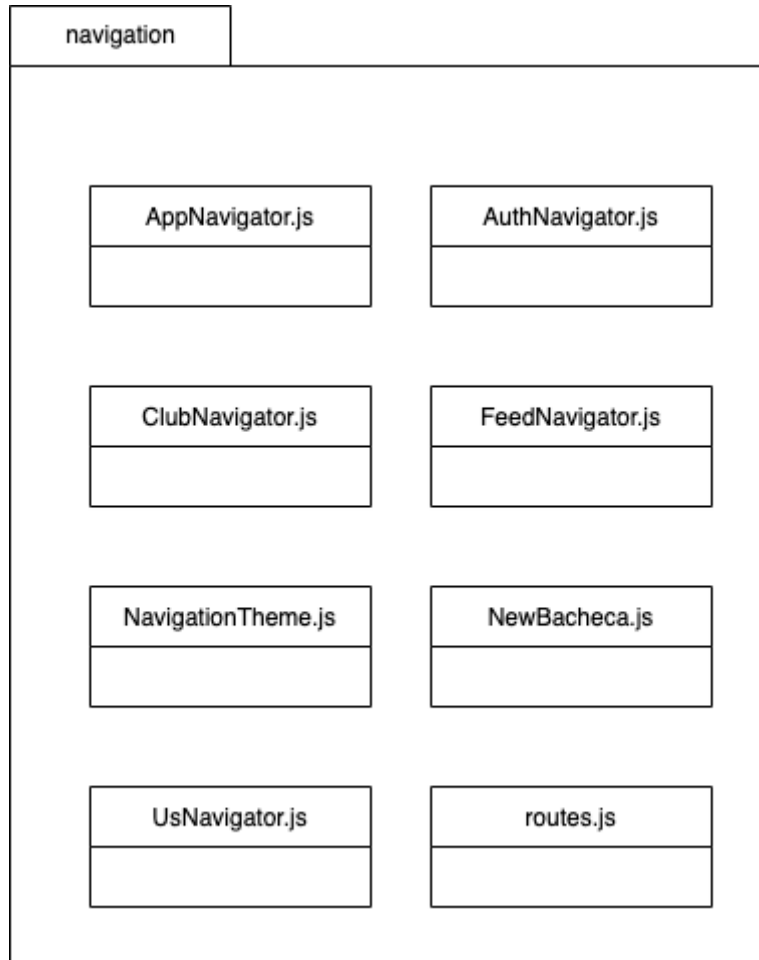 navigation
AppNavigator.js
AuthNavigator.js
ClubNavigator.js
FeedNavigator.js
NavigationTheme.js
NewBacheca.js
UsNavigator.js
routes.js